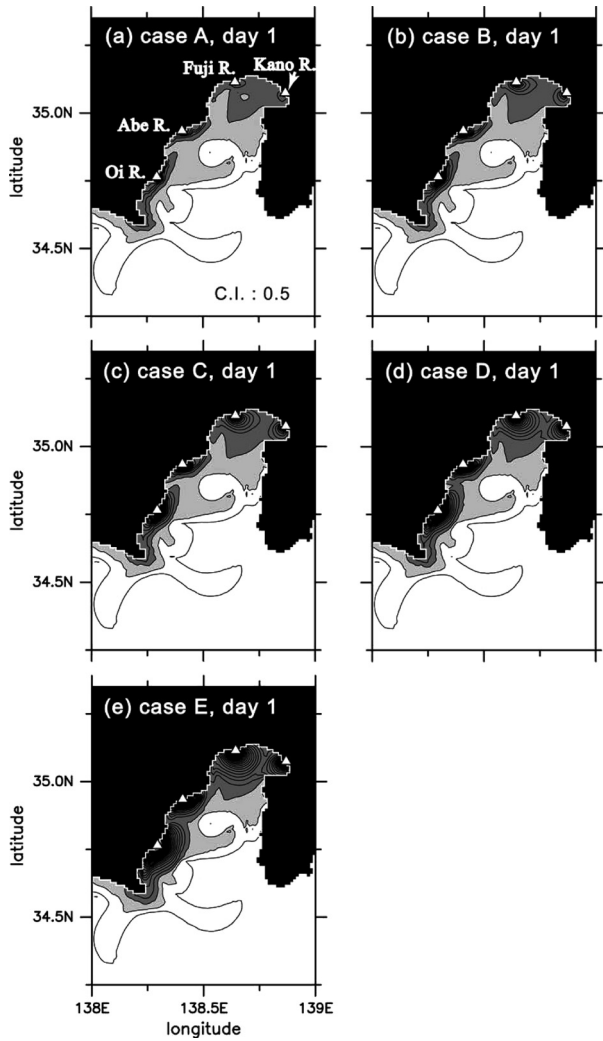 (a) case A, day 1
(b) case B, day 1
Fuji R.
Kano R.
35.0N
Abe R.
Oi R.
latitude
34.5N
C.I. : 0.5
(c) case C, day 1
(d) case D, day 1
35.0N
latitude
34.5N
(e) case E, day 1
35.0N
latitude
34.5N
138E
138.5E
139E
longitude